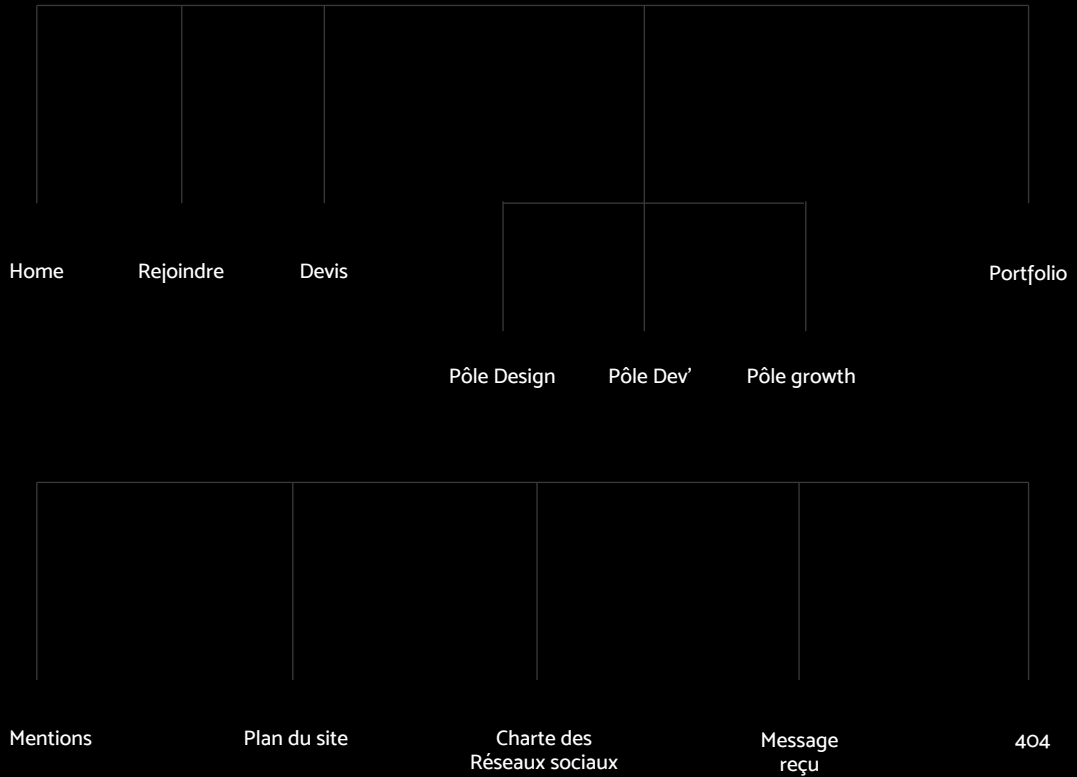 Home
Rejoindre
Devis
Portfolio
Pôle Design
Pôle Dev’
Pôle growth
Mentions
Plan du site
Charte des
Réseaux sociaux
Message
reçu
404